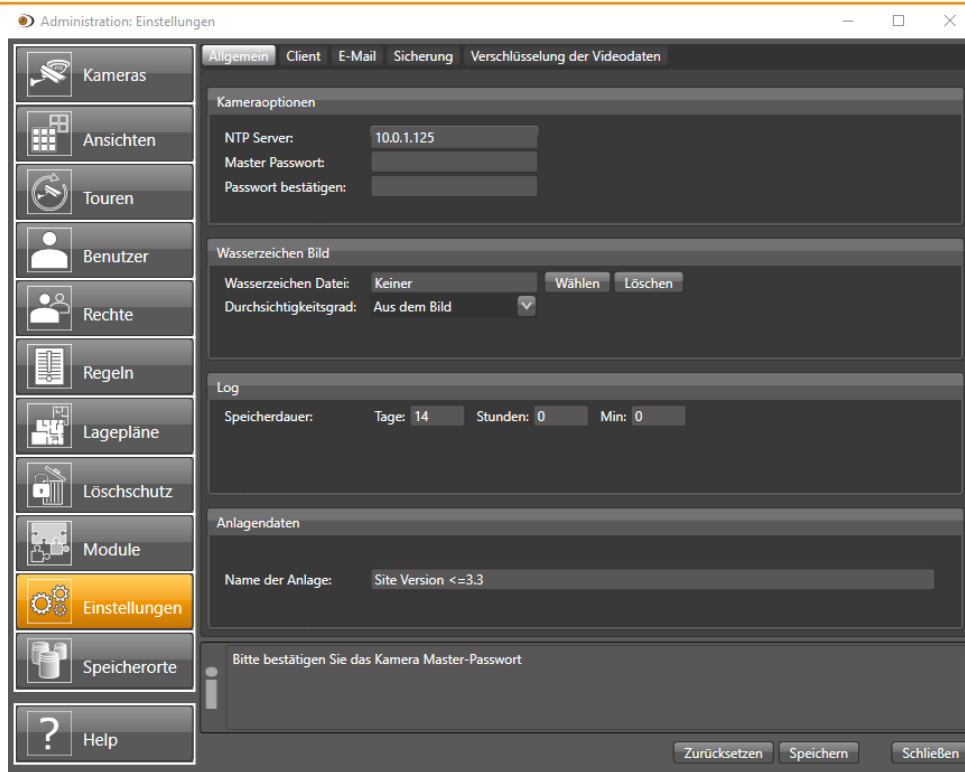 Administration: Einstellungen
Kameras
Ansichten
Touren
Benutzer
Rechte
Regeln
Lagepläne
Löschschutz
Module
Einstellungen
Speicherorte
? Help
Allgemein Client E-Mail Sicherung Verschlüsselung der Videodaten
Kameraoptionen
NTP Server: 10.0.1.125
Master Passwort:
Passwort bestätigen:
Wasserzeichen Bild
Wasserzeichen Datei: Keiner Wählen Löschen
Durchsichtigkeitsgrad: Aus dem Bild
Log
Speicherdauer: Tage: 14 Stunden: 0 Min: 0
Anlagendaten
Name der Anlage: Site Version <=3.3
Bitte bestätigen Sie das Kamera Master-Passwort
Zurücksetzen Speichern Schließen